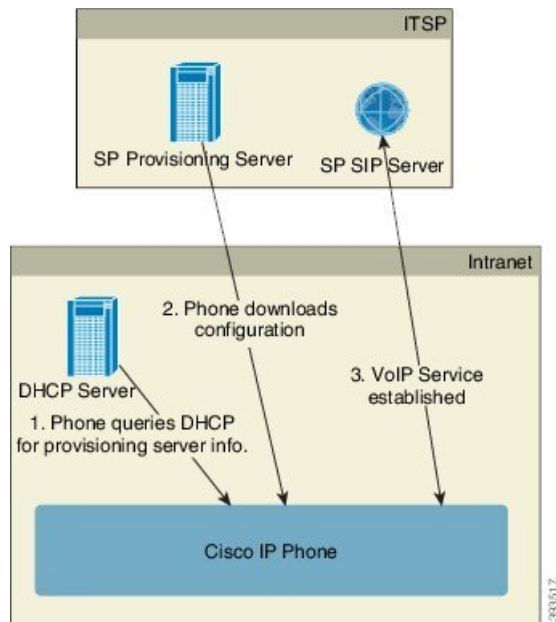 ITSP
SP Provisioning Server
SP SIP Server
Intranet
2. Phone downloads
configuration
DHCP Server
3. VoIP Service
established
1. Phone queries DHCP
for provisioning server info.
Cisco IP Phone
393517